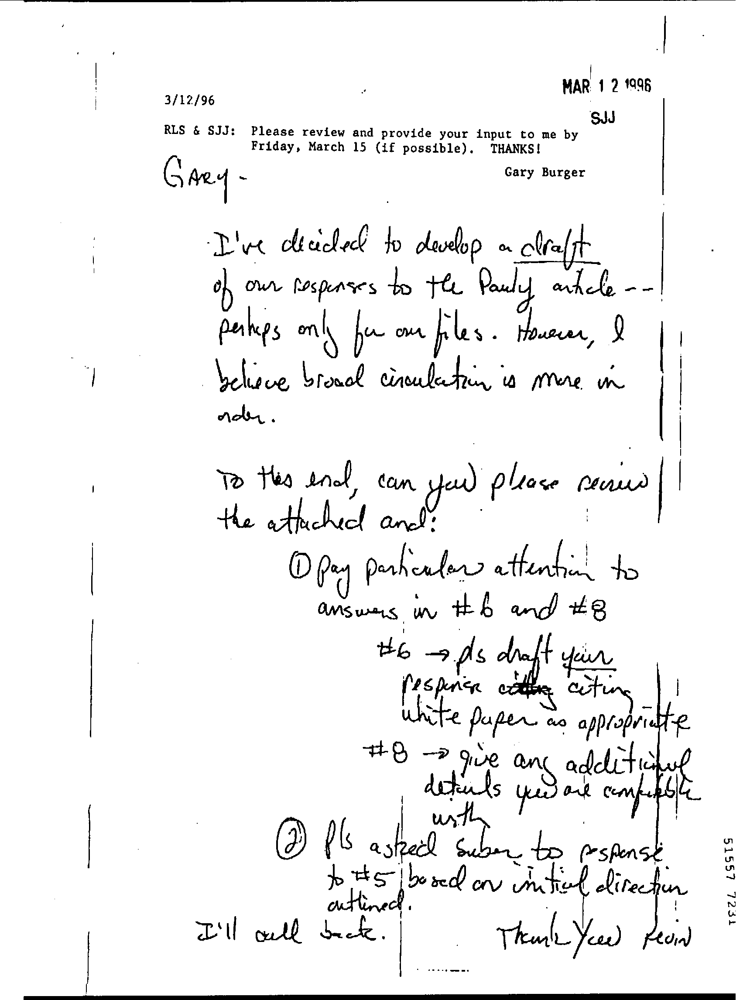 MAR 12 1996
3/12/96
SJJ
RLS & SJJ: Please review and provide your input to me by
Friday, March 15 (if possible). THANKS!
Gary Burger
GARY -
I've decided to develop a draft
of our responses to the Pauly article --
perhaps only for our files. However, I
believe broad circulation is more in
order.
To this end, can you please review
the attached and:
① pay particular attention to
answers in #6 and #8
#6 → pls draft your
response citing
white paper as appropriate
#8 → give any additional
details you are comfortable
with
② Pls to response
to #5 based on initial direction
outlined.
I'll call back. Thank You
51557 7231